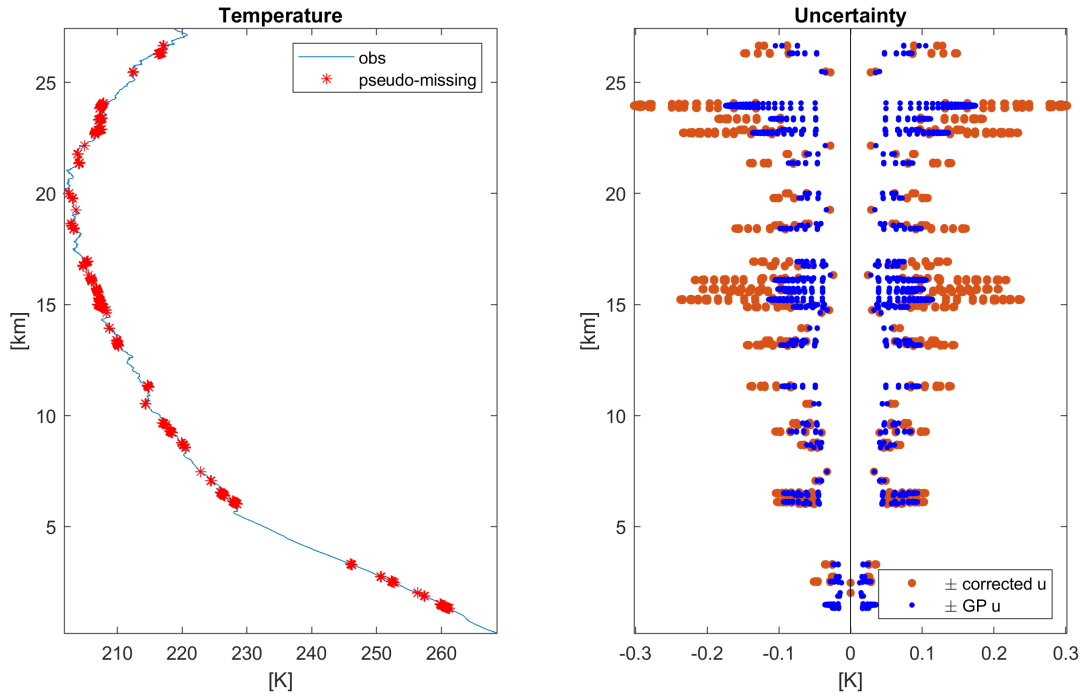 Temperature
obs
pseudo-missing
25
20
15
10
5
[km]
210
220
230
240
250
260
[K]
Uncertainty
25
20
15
10
5
[km]
± corrected u
± GP u
-0.3
-0.2
-0.1
0
0.1
0.2
0.3
[K]